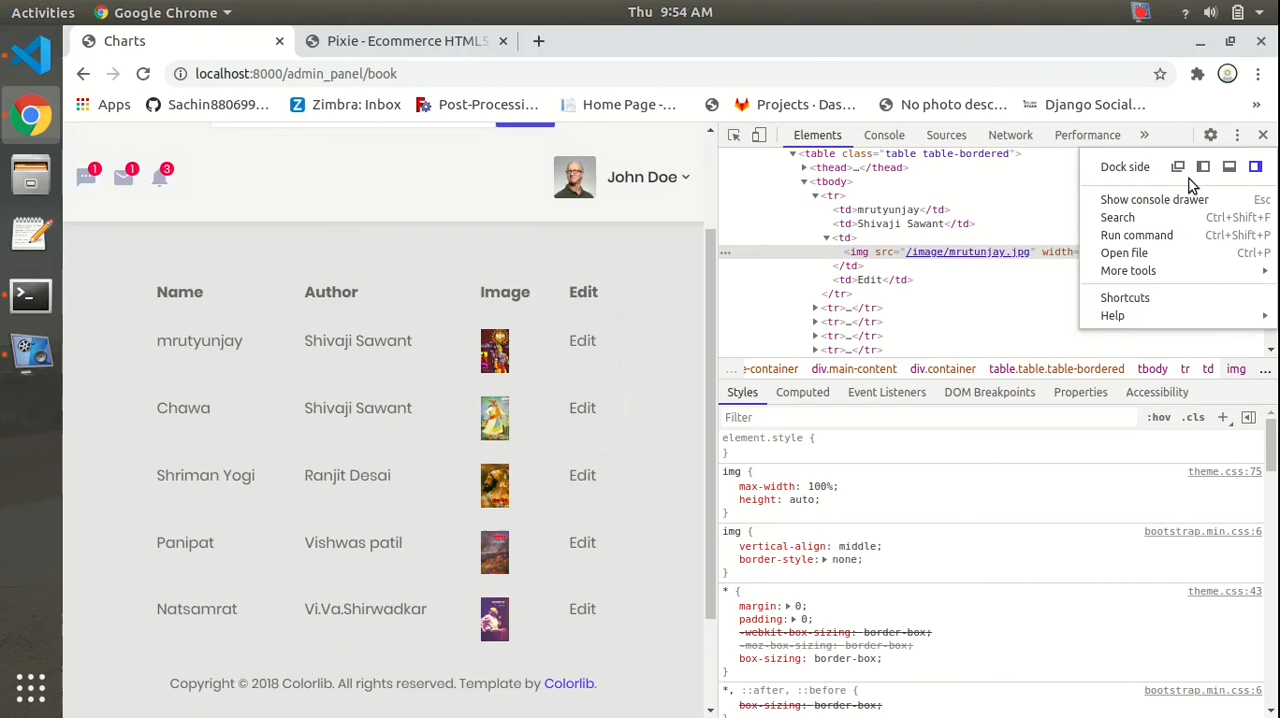 Activities Google Chrome Thu 9:54 AM ?
Charts Pixie - Ecommerce HTML5
localhost:8000/admin_panel/book
Apps Sachin880699... Zimbra: Inbox Post-Processi... Home Page -... Projects - Das... No photo desc... Django Social... »
1 1 3 John Doe
Name Author Image Edit
mrutyunjay Shivaji Sawant Edit
Chawa Shivaji Sawant Edit
Shriman Yogi Ranjit Desai Edit
Panipat Vishwas patil Edit
Natsamrat Vi.Va.Shirwadkar Edit
Copyright © 2018 Colorlib. All rights reserved. Template by Colorlib.
Elements Console Sources Network Performance »
▼<table class="table table-bordered">
▶<thead>…</thead>
▼<tbody>
▼<tr>
<td>mrutyunjay</td>
<td>Shivaji Sawant</td>
▼<td>
… <img src="/image/mrutunjay.jpg" width=
</td>
<td>Edit</td>
</tr>
▶<tr>…</tr>
▶<tr>…</tr>
▶<tr>…</tr>
▶<tr>…</tr>
Dock side
Show console drawer Esc
Search Ctrl+Shift+F
Run command Ctrl+Shift+P
Open file Ctrl+P
More tools
Shortcuts
Help
… e-container div.main-content div.container table.table.table-bordered tbody tr td img ...
Styles Computed Event Listeners DOM Breakpoints Properties Accessibility
Filter :hov .cls +
element.style {
}
img { theme.css:75
max-width: 100%;
height: auto;
}
img { bootstrap.min.css:6
vertical-align: middle;
border-style:▶ none;
}
* { theme.css:43
margin:▶ 0;
padding:▶ 0;
-webkit-box-sizing: border-box;
-moz-box-sizing: border-box;
box-sizing: border-box;
}
*, ::after, ::before { bootstrap.min.css:6
box-sizing: border-box;